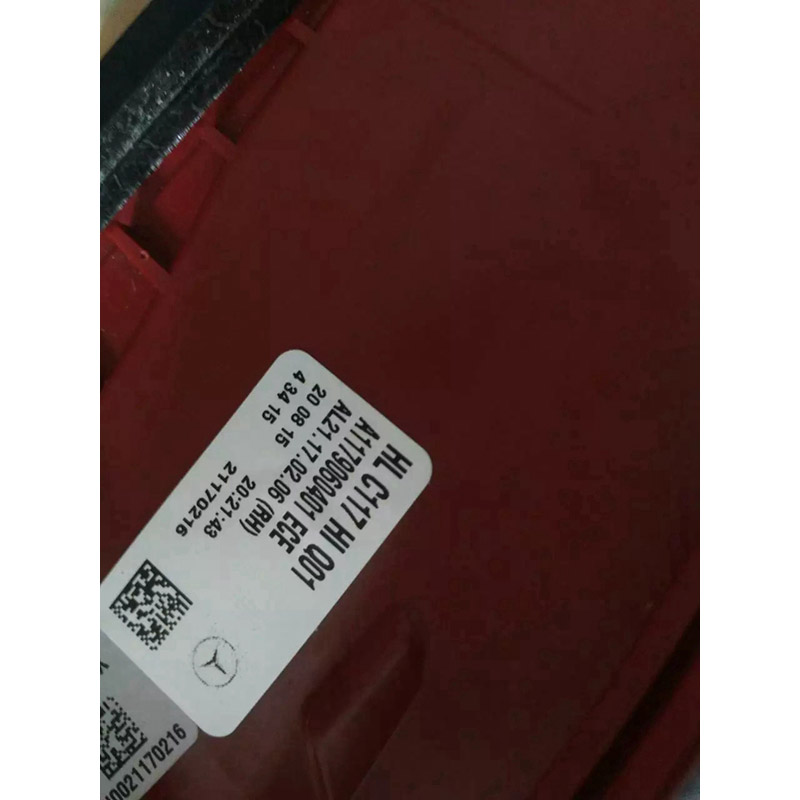 HL C117 HI Q01
A1179060401 ECE
AL21.17.02.06 (RH)
20 08 15 20:21:43
4 34 15 21170216
0021170216